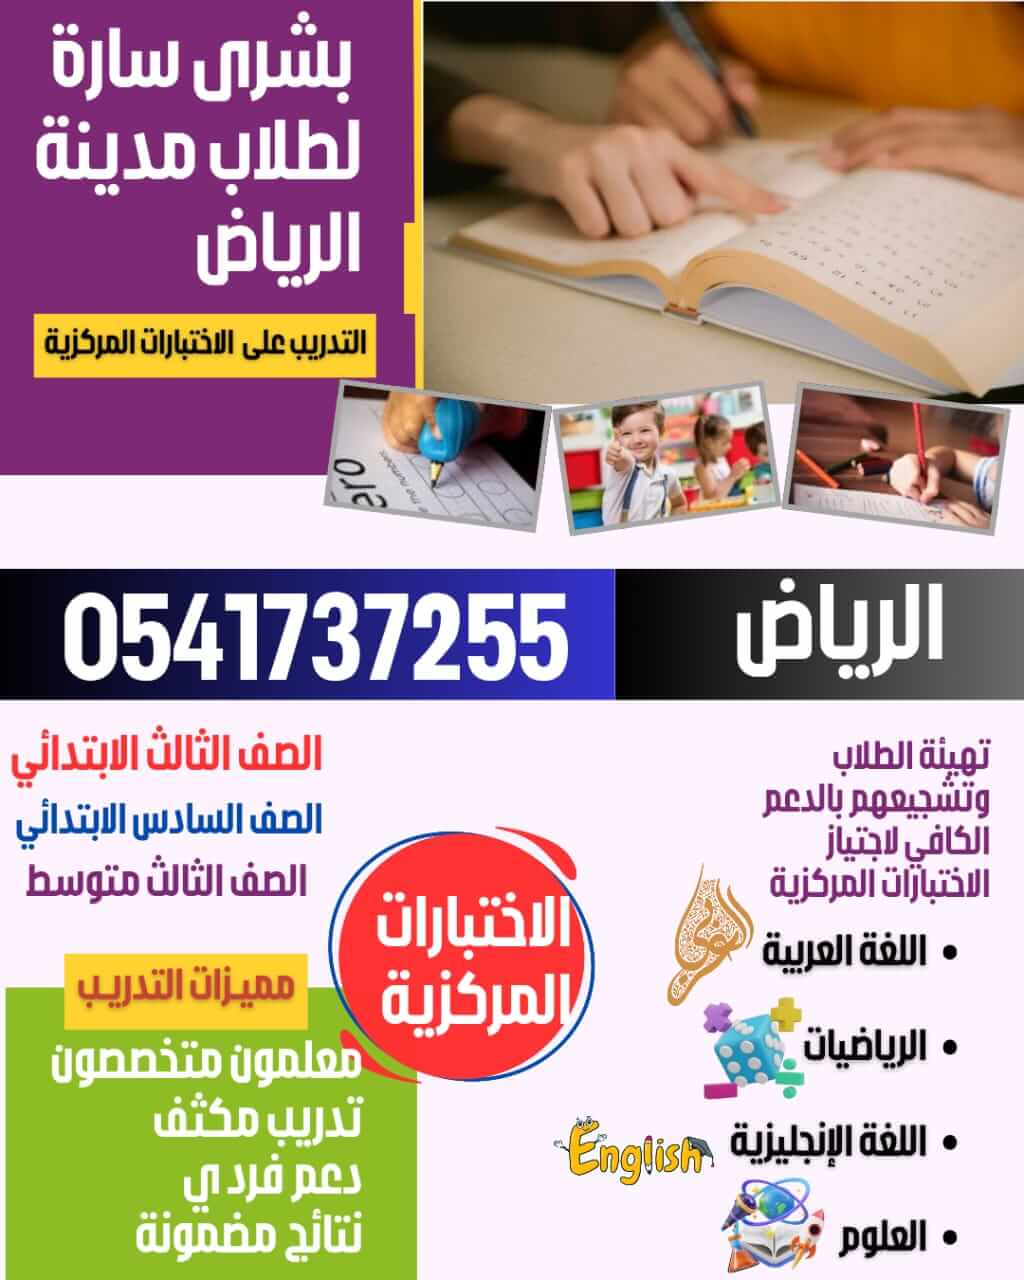 بشرى سارة
لطلاب مدينة
الرياض
التدريب على الاختبارات المركزية
الرياض
0541737255
تهيئة الطلاب
وتشجيعهم بالدعم
الكافي لاجتياز
الاختبارات المركزية
• اللغة العربية
• الرياضيات
• اللغة الإنجليزية
English
• العلوم
الصف الثالث الابتدائي
الصف السادس الابتدائي
الصف الثالث متوسط
الاختبارات
المركزية
مميزات التدريب
معلمون متخصصون
تدريب مكثف
دعم فردي
نتائج مضمونة